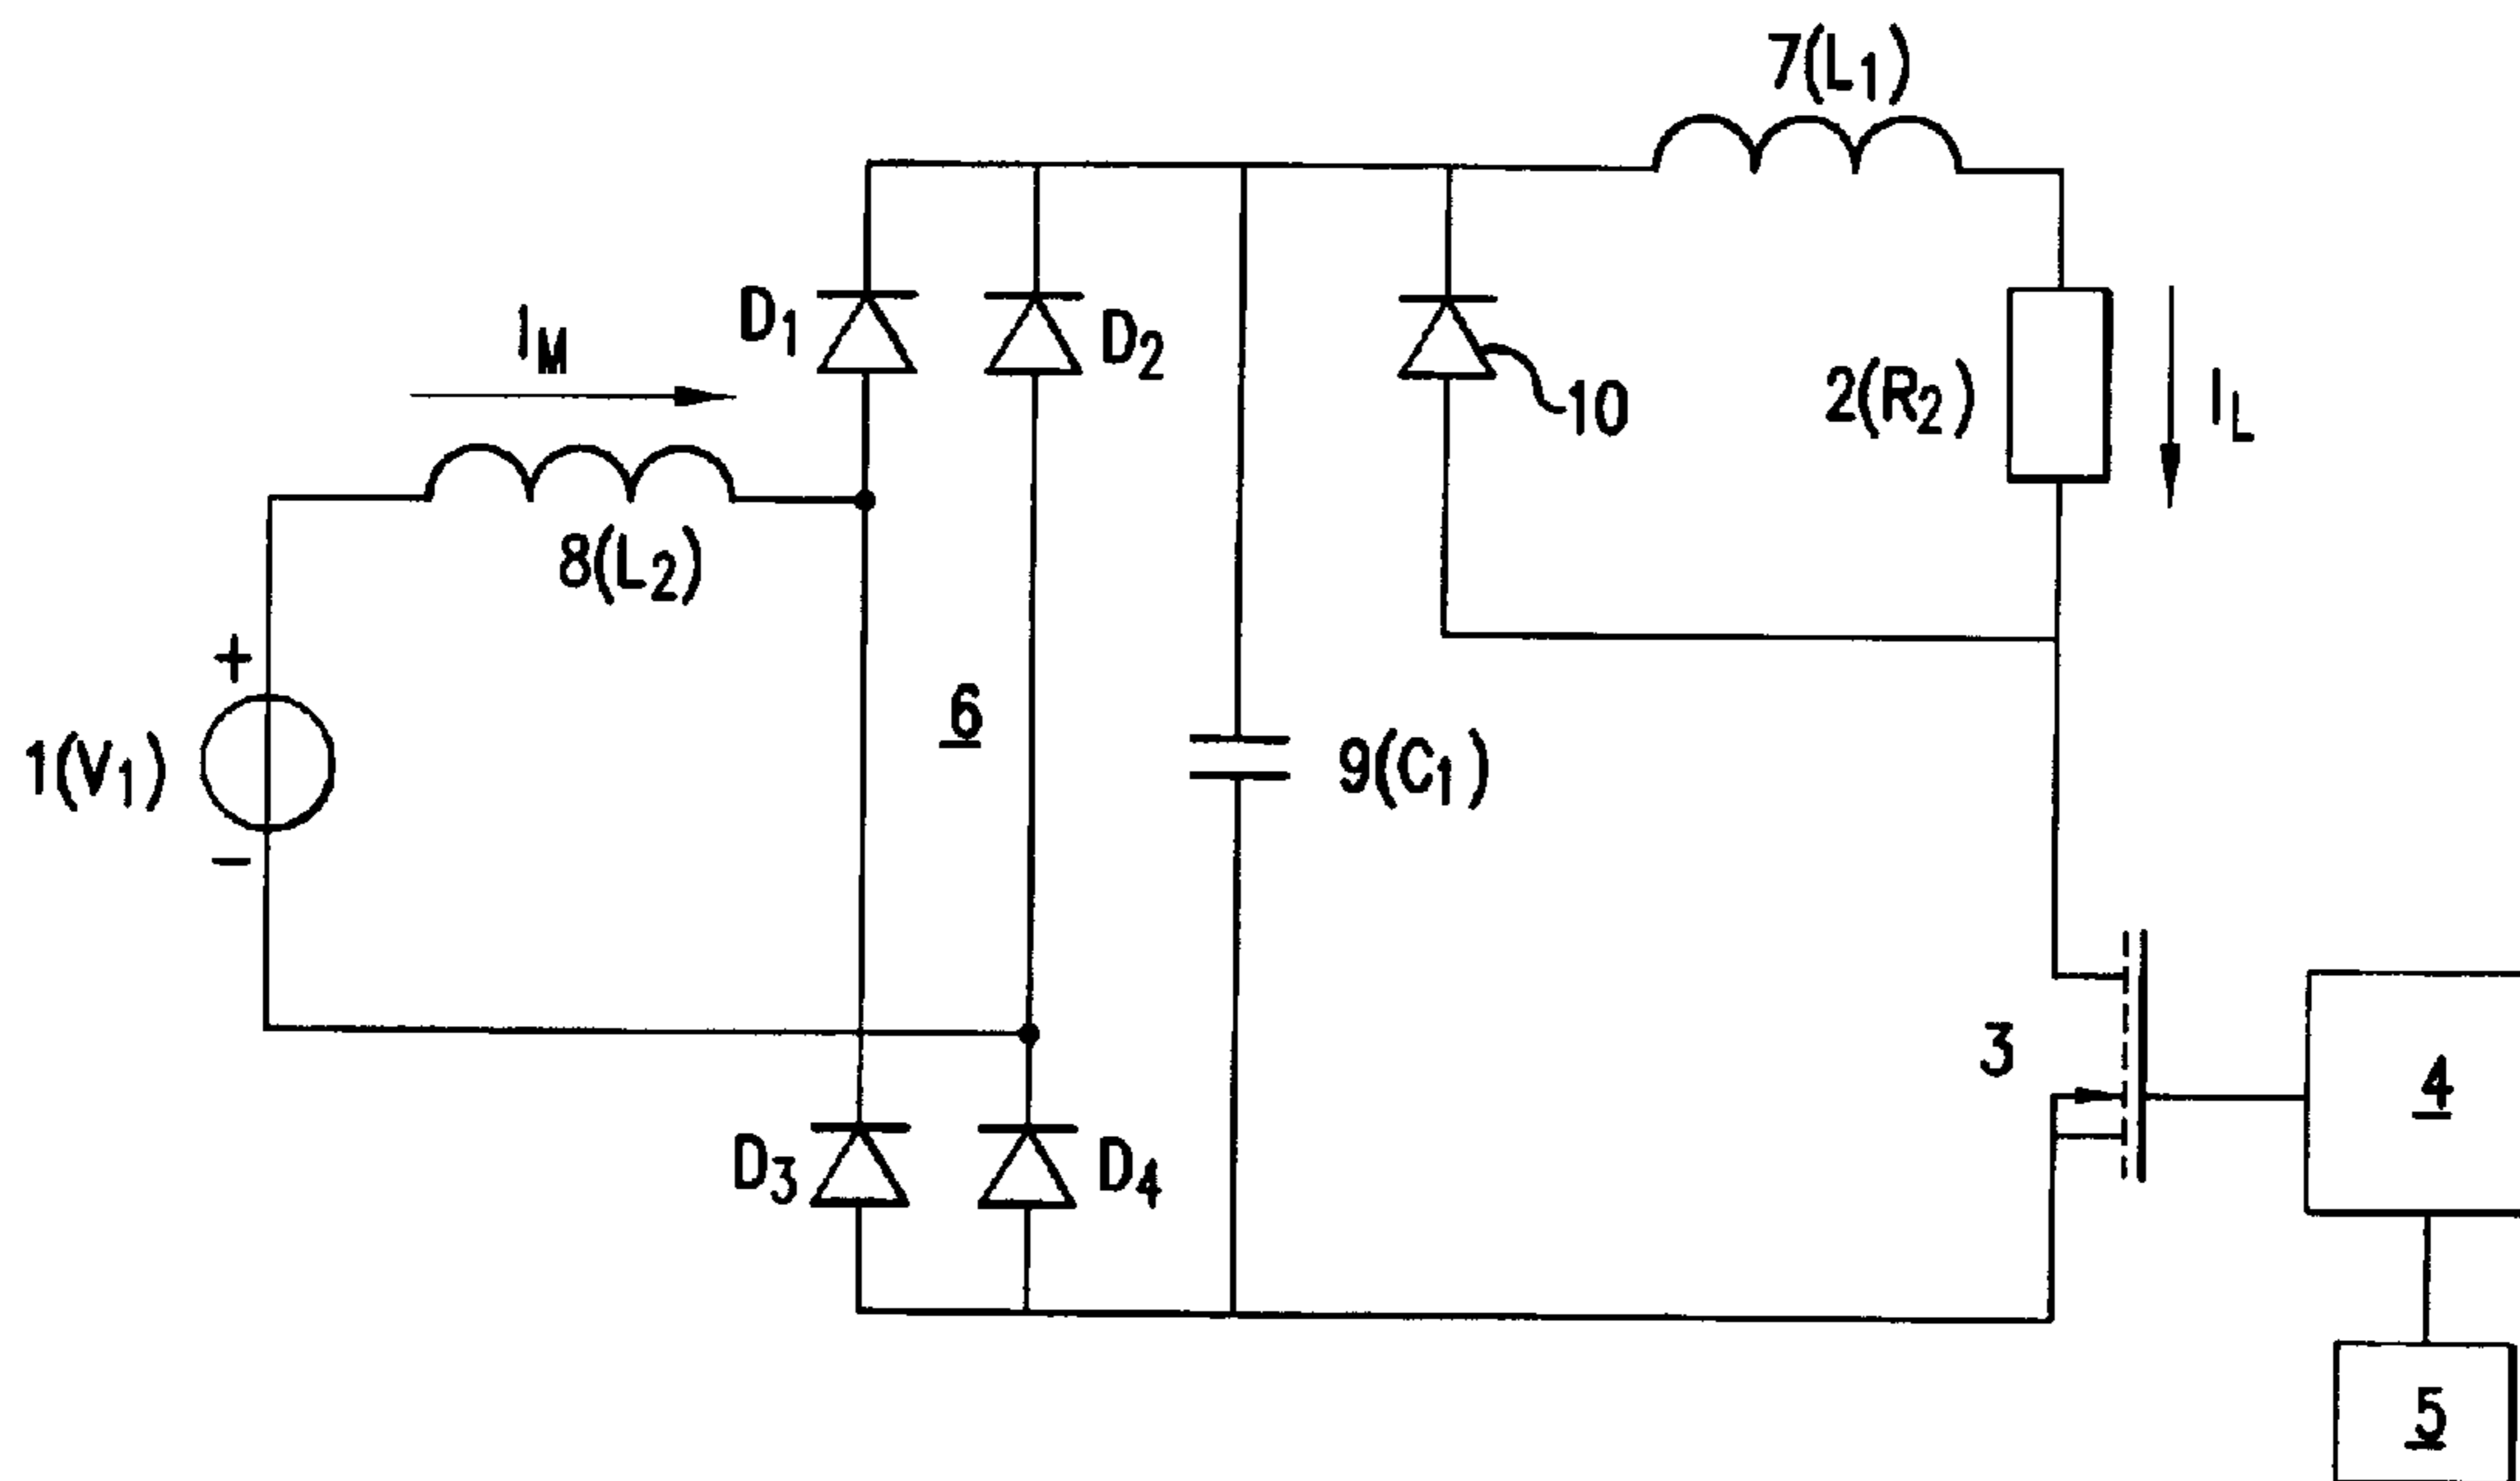 7(L1)
IM
D1
D2
10
2(R2)
IL
8(L2)
+
6
1(V1)
9(C1)
−
3
4
D3
D4
5